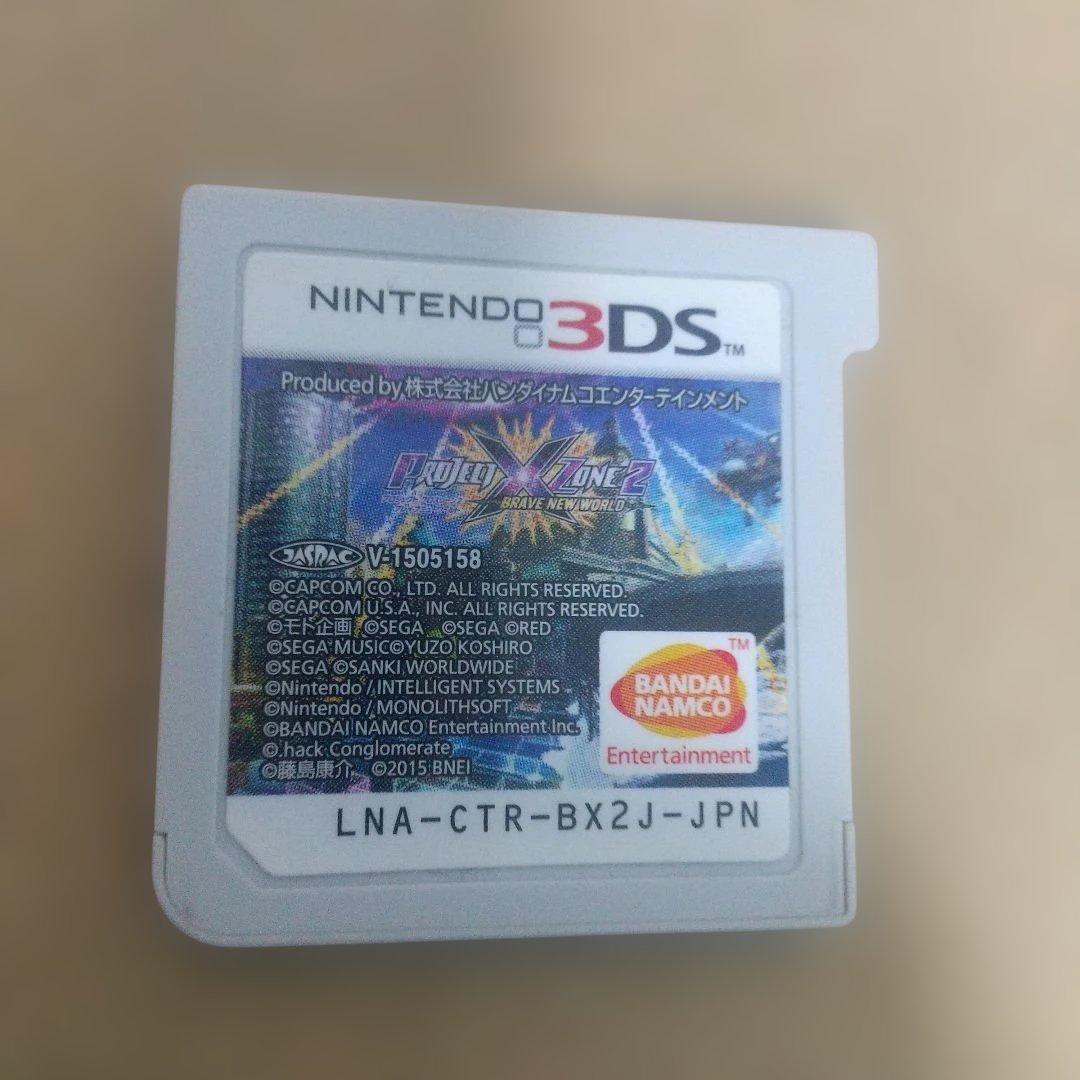 NINTENDO 3DS™
Produced by 株式会社バンダイナムコエンターテインメント
PROJECT X ZONE 2
BRAVE NEW WORLD
JASRAC V-1505158
©CAPCOM CO., LTD. ALL RIGHTS RESERVED.
©CAPCOM U.S.A., INC. ALL RIGHTS RESERVED.
©モト企画 ©SEGA ©SEGA ©RED
©SEGA MUSIC©YUZO KOSHIRO
©SEGA ©SANKI WORLDWIDE
©Nintendo / INTELLIGENT SYSTEMS
©Nintendo / MONOLITHSOFT
©BANDAI NAMCO Entertainment Inc.
©.hack Conglomerate
©藤島康介 ©2015 BNEI
TM
BANDAI
NAMCO
Entertainment
LNA-CTR-BX2J-JPN